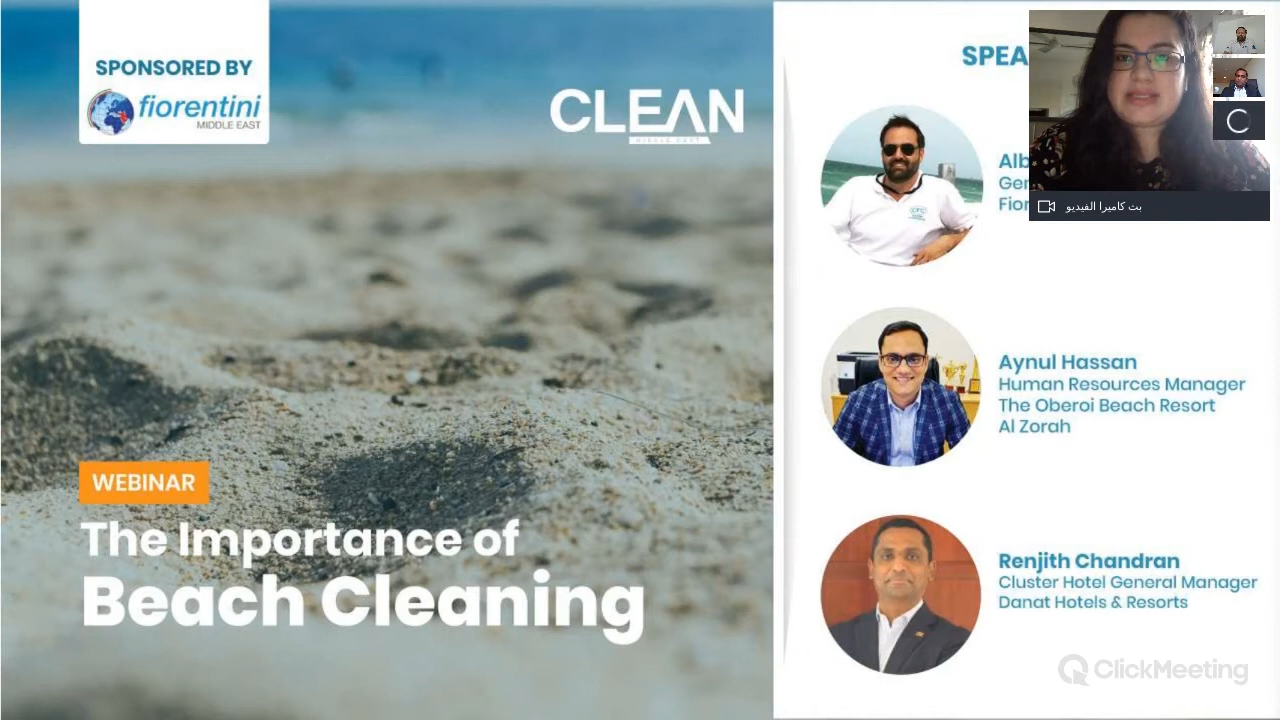 SPONSORED BY
fiorentini
MIDDLE EAST
CLEAN
MIDDLE EAST
WEBINAR
The Importance of
Beach Cleaning
SPEA
Alb
Gen
Fior
بث كاميرا الفيديو
Aynul Hassan
Human Resources Manager
The Oberoi Beach Resort
Al Zorah
Renjith Chandran
Cluster Hotel General Manager
Danat Hotels & Resorts
ClickMeeting